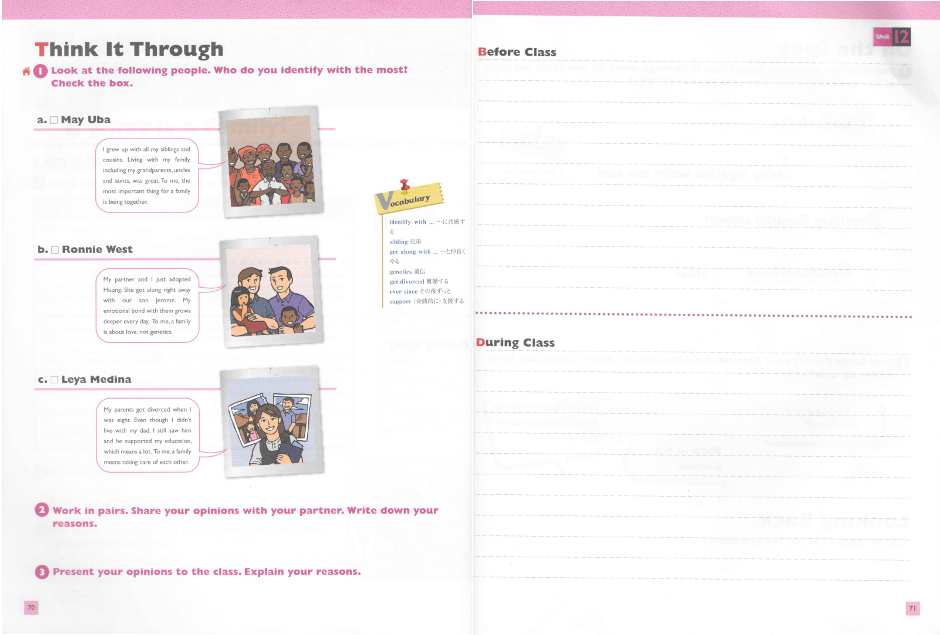 Think It Through
1 Look at the following people. Who do you identify with the most?
Check the box.
a. □ May Uba
I grew up with all my siblings and
cousins. Living with my family,
including my grandparents, uncles
and aunts, was great. To me, the
most important thing for a family
is being together.
b. □ Ronnie West
My partner and I just adopted
Huong. She got along right away
with our son Jerome. My
emotional bond with them grows
deeper every day. To me, a family
is about love, not genetics.
c. □ Leya Medina
My parents got divorced when I
was eight. Even though I didn't
live with my dad, I still saw him
and he supported my education,
which means a lot. To me, a family
means taking care of each other.
Vocabulary
identify with ... …に共感す
る
sibling 兄弟
get along with ... …と仲良く
やる
genetics 遺伝
get divorced 離婚する
ever since その後ずっと
support (金銭的に)支援する
2 Work in pairs. Share your opinions with your partner. Write down your
reasons.
3 Present your opinions to the class. Explain your reasons.
70
Unit 12
Before Class
During Class
71